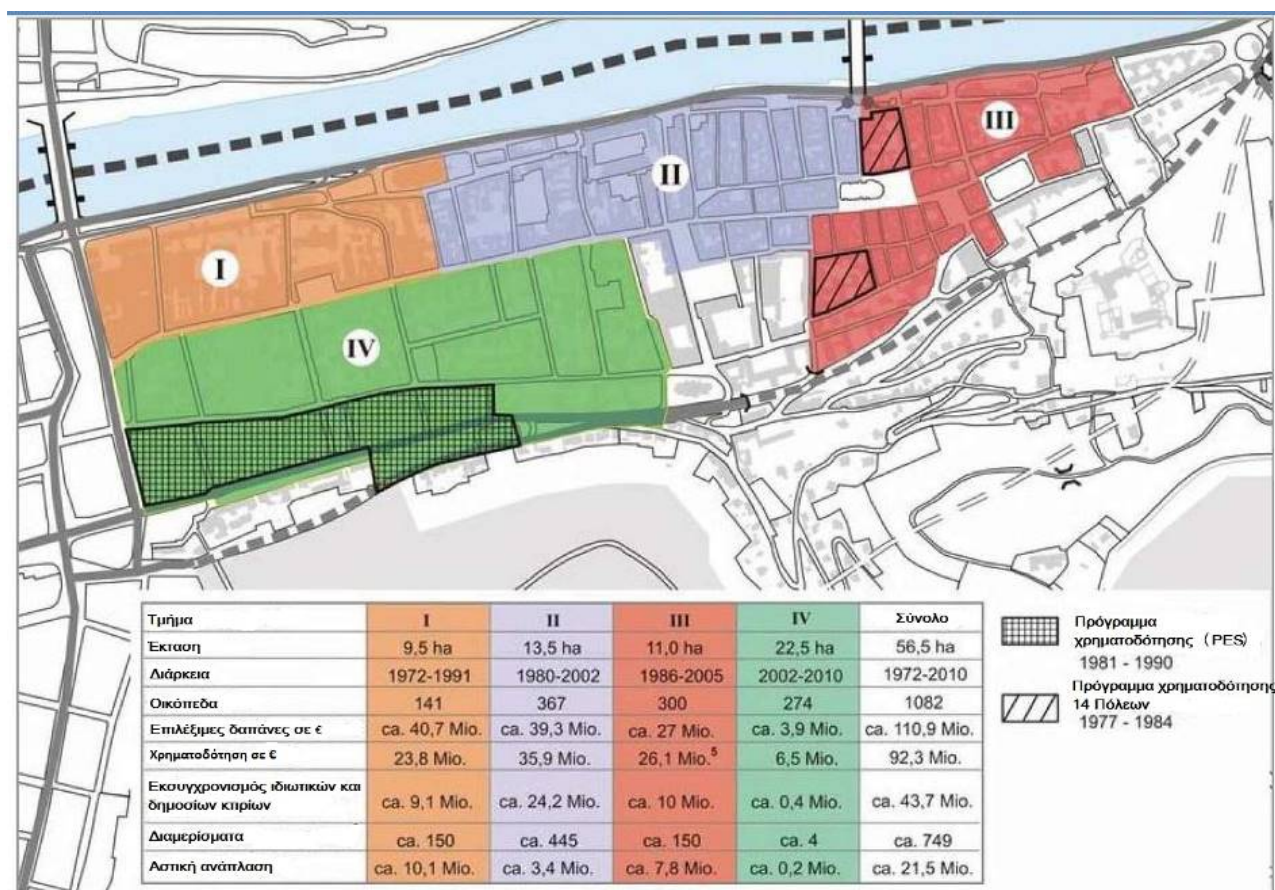 I
II
III
IV
Τμήμα I II III IV Σύνολο
Έκταση 9,5 ha 13,5 ha 11,0 ha 22,5 ha 56,5 ha
Διάρκεια 1972-1991 1980-2002 1986-2005 2002-2010 1972-2010
Οικόπεδα 141 367 300 274 1082
Επιλέξιμες δαπάνες σε € ca. 40,7 Mio. ca. 39,3 Mio. ca. 27 Mio. ca. 3,9 Mio. ca. 110,9 Mio.
Χρηματοδότηση σε € 23,8 Mio. 35,9 Mio. 26,1 Mio.⁵ 6,5 Mio. 92,3 Mio.
Εκσυγχρονισμός ιδιωτικών και
δημοσίων κτιρίων ca. 9,1 Mio. ca. 24,2 Mio. ca. 10 Mio. ca. 0,4 Mio. ca. 43,7 Mio.
Διαμερίσματα ca. 150 ca. 445 ca. 150 ca. 4 ca. 749
Αστική ανάπλαση ca. 10,1 Mio. ca. 3,4 Mio. ca. 7,8 Mio. ca. 0,2 Mio. ca. 21,5 Mio.
Πρόγραμμα
χρηματοδότησης (PES)
1981 - 1990
Πρόγραμμα χρηματοδότησης
14 Πόλεων
1977 - 1984